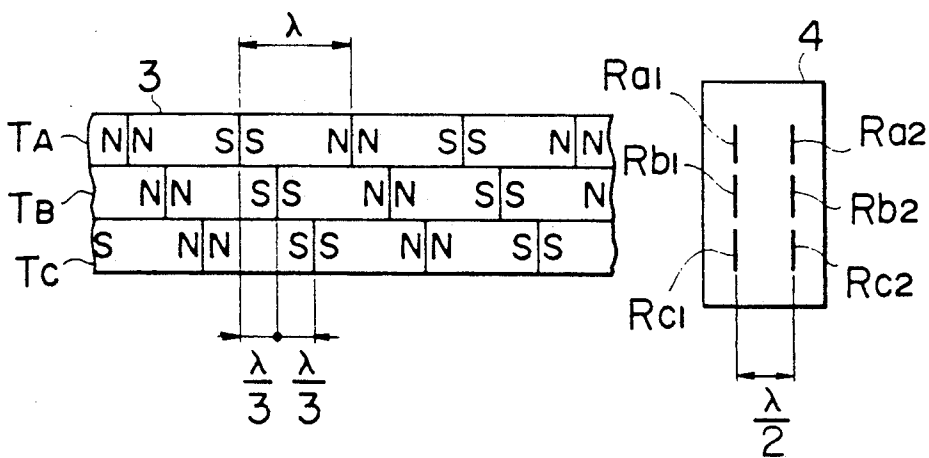 λ
3
4
TA N N S S N N S S N N
TB N N S S N N S S N
TC S N N S S N N S S
λ/3 λ/3
Ra1 Ra2
Rb1 Rb2
Rc1 Rc2
λ/2